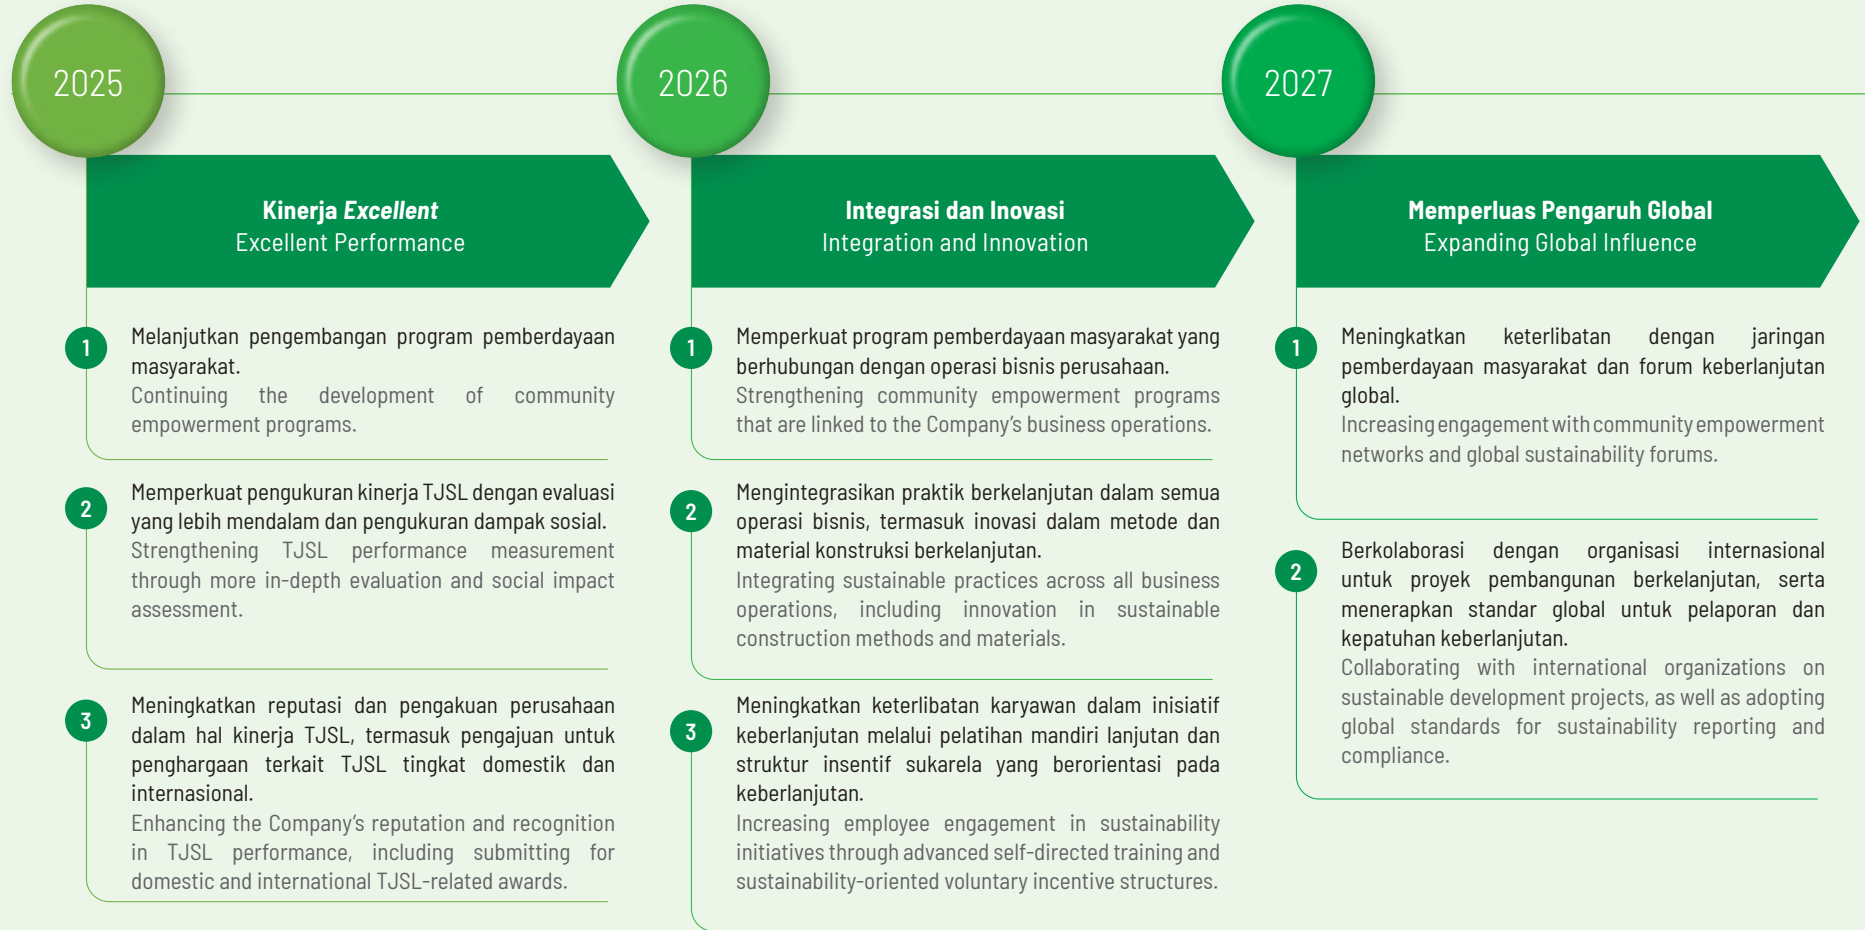 2025
Kinerja Excellent
Excellent Performance
1
Melanjutkan pengembangan program pemberdayaan
masyarakat.
Continuing the development of community
empowerment programs.
2
Memperkuat pengukuran kinerja TJSL dengan evaluasi
yang lebih mendalam dan pengukuran dampak sosial.
Strengthening TJSL performance measurement
through more in-depth evaluation and social impact
assessment.
3
Meningkatkan reputasi dan pengakuan perusahaan
dalam hal kinerja TJSL, termasuk pengajuan untuk
penghargaan terkait TJSL tingkat domestik dan
internasional.
Enhancing the Company's reputation and recognition
in TJSL performance, including submitting for
domestic and international TJSL-related awards.
2026
Integrasi dan Inovasi
Integration and Innovation
1
Memperkuat program pemberdayaan masyarakat yang
berhubungan dengan operasi bisnis perusahaan.
Strengthening community empowerment programs
that are linked to the Company's business operations.
2
Mengintegrasikan praktik berkelanjutan dalam semua
operasi bisnis, termasuk inovasi dalam metode dan
material konstruksi berkelanjutan.
Integrating sustainable practices across all business
operations, including innovation in sustainable
construction methods and materials.
3
Meningkatkan keterlibatan karyawan dalam inisiatif
keberlanjutan melalui pelatihan mandiri lanjutan dan
struktur insentif sukarela yang berorientasi pada
keberlanjutan.
Increasing employee engagement in sustainability
initiatives through advanced self-directed training and
sustainability-oriented voluntary incentive structures.
2027
Memperluas Pengaruh Global
Expanding Global Influence
1
Meningkatkan keterlibatan dengan jaringan
pemberdayaan masyarakat dan forum keberlanjutan
global.
Increasing engagement with community empowerment
networks and global sustainability forums.
2
Berkolaborasi dengan organisasi internasional
untuk proyek pembangunan berkelanjutan, serta
menerapkan standar global untuk pelaporan dan
kepatuhan keberlanjutan.
Collaborating with international organizations on
sustainable development projects, as well as adopting
global standards for sustainability reporting and
compliance.